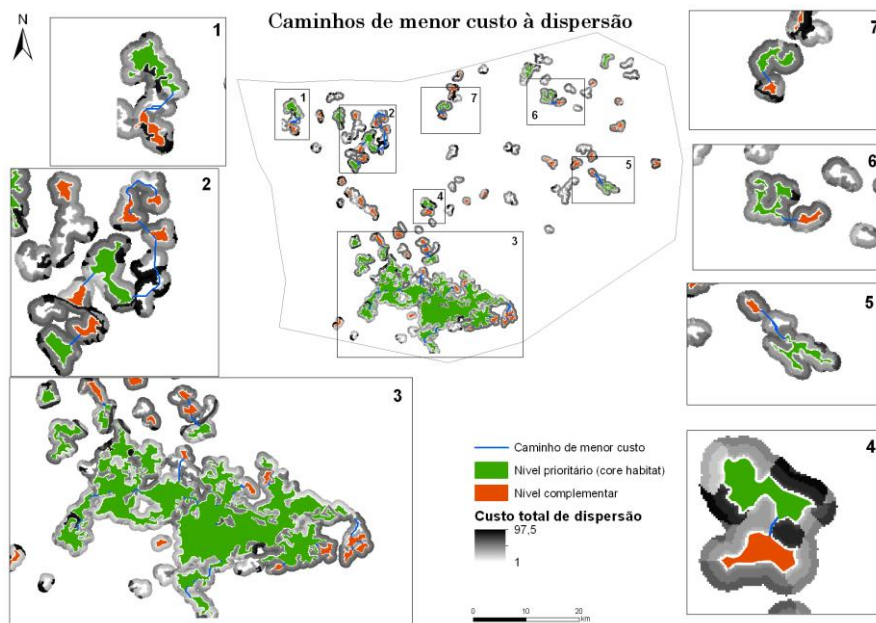 Caminhos de menor custo à dispersão
N
1
2
3
7
6
5
4
1
2
7
6
5
4
3
Caminho de menor custo
Nível prioritário (core habitat)
Nível complementar
Custo total de dispersão
97,5
1
0 10 20
km